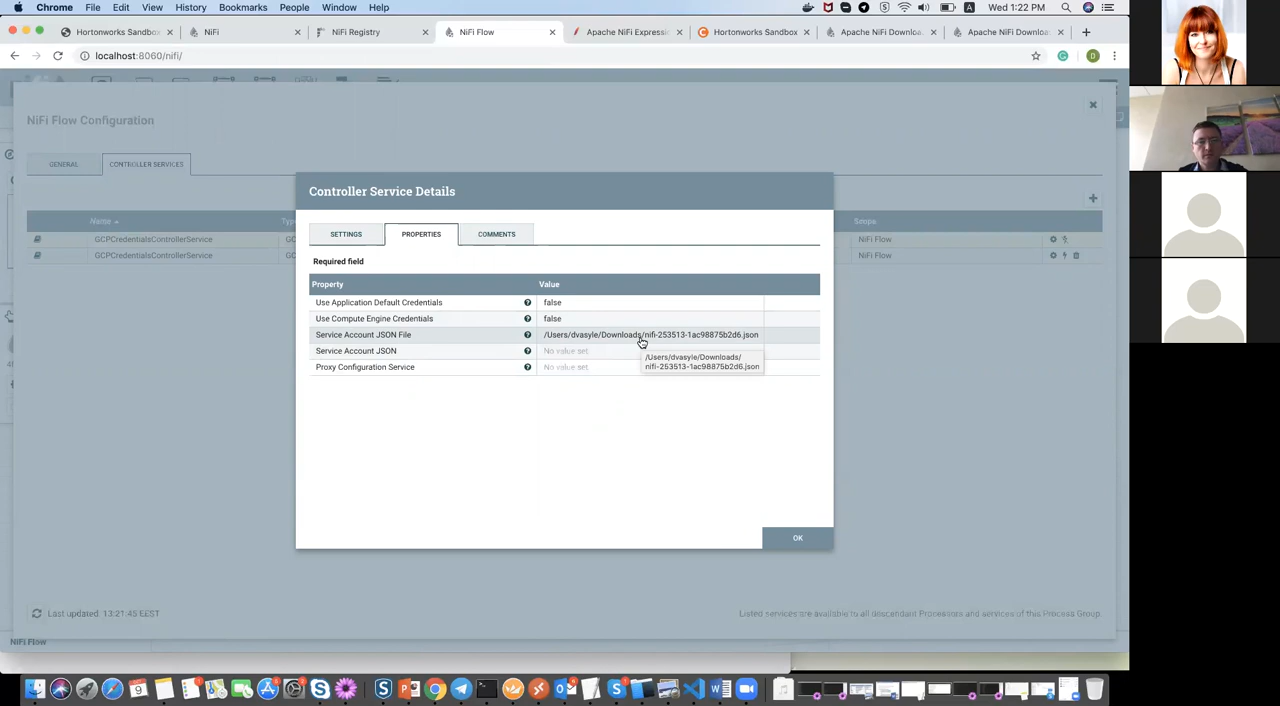 Chrome File Edit View History Bookmarks People Window Help Wed 1:22 PM
Hortonworks Sandbox NiFi NiFi Registry NiFi Flow Apache NiFi Expressi Hortonworks Sandbox Apache NiFi Downloa Apache NiFi Downloa
localhost:8060/nifi/
NiFi Flow Configuration
GENERAL CONTROLLER SERVICES
Name Scope
GCPCredentialsControllerService NiFi Flow
GCPCredentialsControllerService NiFi Flow
Controller Service Details
SETTINGS PROPERTIES COMMENTS
Required field
Property Value
Use Application Default Credentials false
Use Compute Engine Credentials false
Service Account JSON File /Users/dvasyle/Downloads/nifi-253513-1ac98875b2d6.json
Service Account JSON No value set
Proxy Configuration Service No value set
/Users/dvasyle/Downloads/
nifi-253513-1ac98875b2d6.json
OK
Last updated: 13:21:45 EEST
Listed services are available to all descendant Processors and services of this Process Group.
NiFi Flow